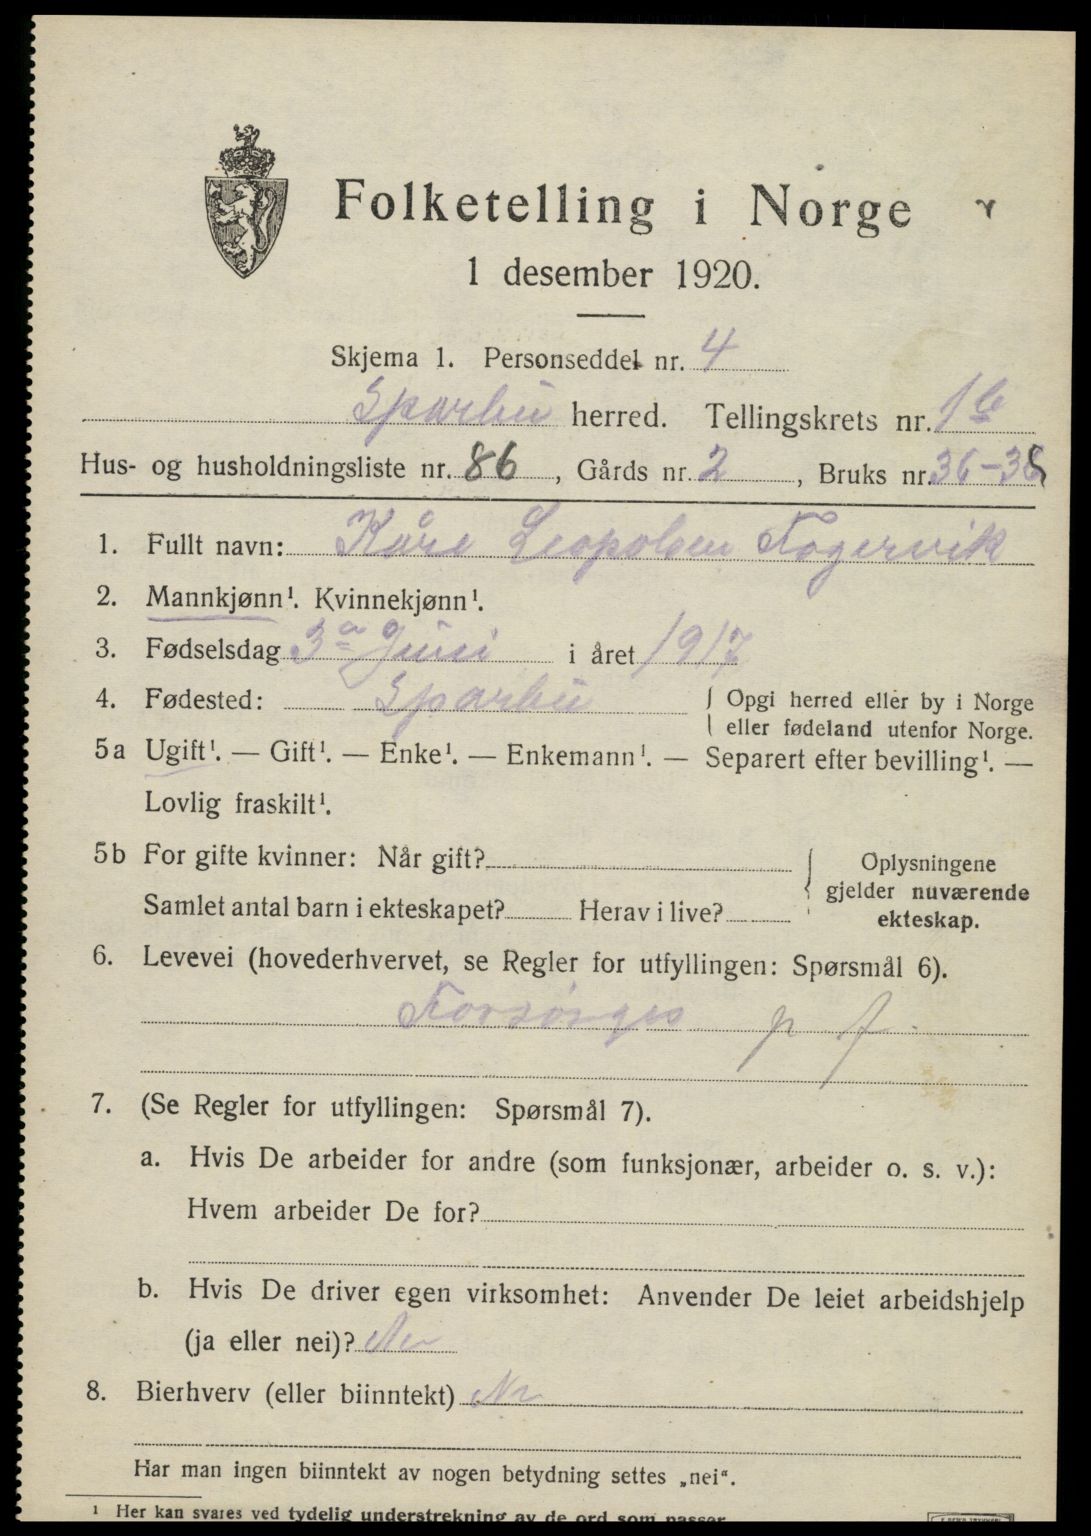 Folketelling i Norge
1 desember 1920.
Skjema 1. Personseddel nr. 4
Sparbu herred. Tellingskrets nr. 1b
Hus- og husholdningsliste nr. 86, Gårds nr. 2, Bruks nr. 36-38
1. Fullt navn: Kåre Leopolen Fagervik
2. Mannkjønn¹. Kvinnekjønn¹.
3. Fødselsdag 3 i året 1917
4. Fødested: Sparbu
Opgi herred eller by i Norge
eller fødeland utenfor Norge.
5a Ugift¹. — Gift¹. — Enke¹. — Enkemann¹. — Separert efter bevilling¹. —
Lovlig fraskilt¹.
5b For gifte kvinner: Når gift?
Samlet antal barn i ekteskapet? Herav i live?
Oplysningene
gjelder nuværende
ekteskap.
6. Levevei (hovederhvervet, se Regler for utfyllingen: Spørsmål 6).
Forsørges p f.
7. (Se Regler for utfyllingen: Spørsmål 7).
a. Hvis De arbeider for andre (som funksjonær, arbeider o. s. v.):
Hvem arbeider De for?
b. Hvis De driver egen virksomhet: Anvender De leiet arbeidshjelp
(ja eller nei)?
8. Bierhverv (eller biinntekt)
Har man ingen biinntekt av nogen betydning settes „nei“.
¹ Her kan svares ved tydelig understrekning av de ord som passer.